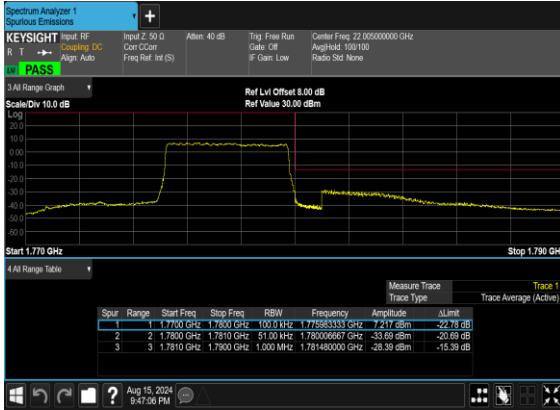 Spectrum Analyzer 1
Spurious Emissions
+
KEYSIGHT Input: RF Input Z: 50 Ω Atten: 40 dB Trig: Free Run Center Freq: 22.005000000 GHz
R T Coupling: DC Corr CCorr Gate: Off Avg|Hold: 100/100
Align: Auto Freq Ref: Int (S) IF Gain: Low Radio Std: None
PASS
3 All Range Graph
Ref Lvl Offset 8.00 dB
Scale/Div 10.0 dB Ref Value 30.00 dBm
Log
20.0
10.0
0.00
-10.0
-20.0
-30.0
-40.0
-50.0
-60.0
Start 1.770 GHz Stop 1.790 GH
4 All Range Table
Measure Trace Trace 1
Trace Type Trace Average (Active)
Spur Range Start Freq Stop Freq RBW Frequency Amplitude ΔLimit
1 1 1.7700 GHz 1.7800 GHz 100.0 kHz 1.775983333 GHz 7.217 dBm -22.78 dB
2 2 1.7800 GHz 1.7810 GHz 51.00 kHz 1.780006667 GHz -33.69 dBm -20.69 dB
3 3 1.7810 GHz 1.7900 GHz 1.000 MHz 1.781480000 GHz -28.39 dBm -15.39 dB
? Aug 15, 2024
9:47:06 PM